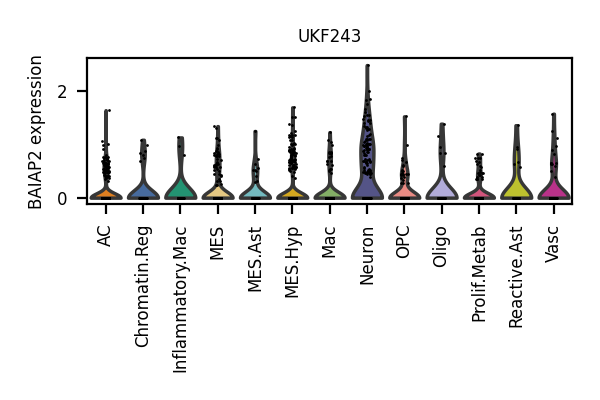 UKF243
BAIAP2 expression
2
0
AC
Chromatin.Reg
Inflammatory.Mac
MES
MES.Ast
MES.Hyp
Mac
Neuron
OPC
Oligo
Prolif.Metab
Reactive.Ast
Vasc